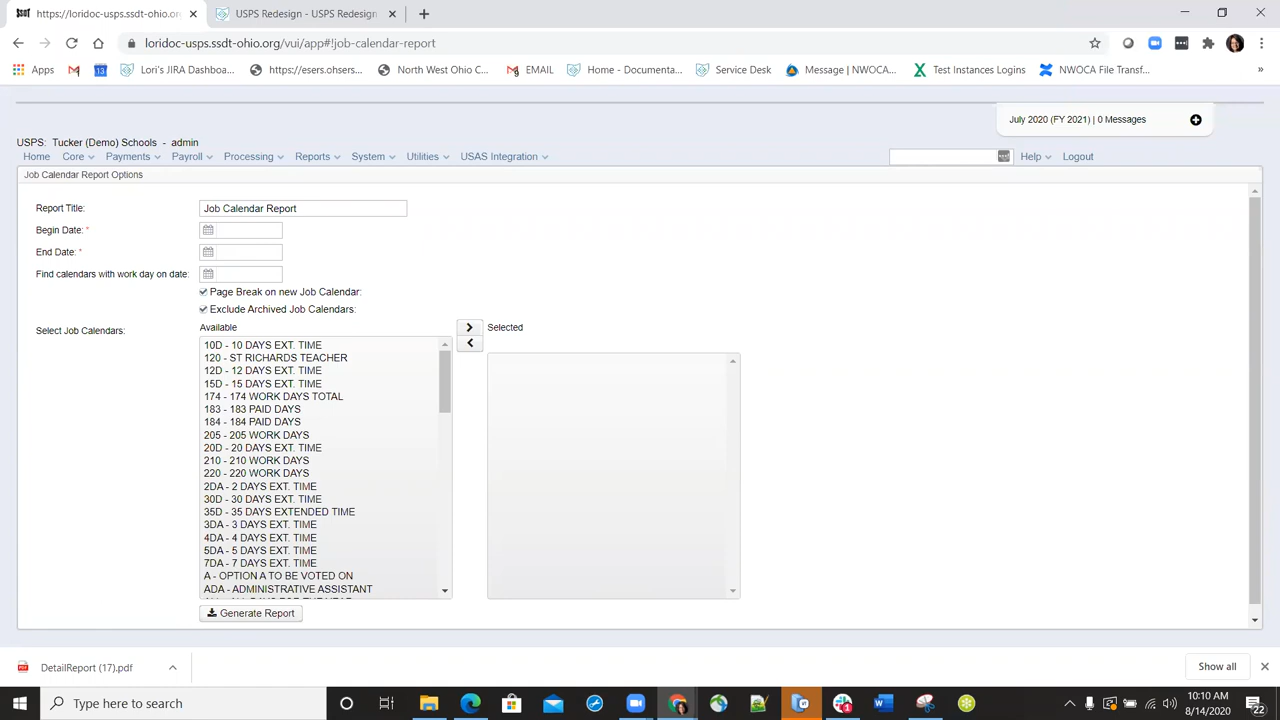 https://loridoc-usps.ssdt-ohio.org/
USPS Redesign - USPS Redesign
loridoc-usps.ssdt-ohio.org/vui/app#!job-calendar-report
Apps
13
Lori's JIRA Dashboa...
https://esers.ohsers...
North West Ohio C...
EMAIL
Home - Documenta...
Service Desk
Message | NWOCA...
Test Instances Logins
NWOCA File Transf...
»
July 2020 (FY 2021) | 0 Messages
USPS: Tucker (Demo) Schools - admin
Home Core Payments Payroll Processing Reports System Utilities USAS Integration Help Logout
Job Calendar Report Options
Report Title: Job Calendar Report
Begin Date: *
End Date: *
Find calendars with work day on date:
Page Break on new Job Calendar:
Exclude Archived Job Calendars:
Select Job Calendars:
Available
Selected
10D - 10 DAYS EXT. TIME
120 - ST RICHARDS TEACHER
12D - 12 DAYS EXT. TIME
15D - 15 DAYS EXT. TIME
174 - 174 WORK DAYS TOTAL
183 - 183 PAID DAYS
184 - 184 PAID DAYS
205 - 205 WORK DAYS
20D - 20 DAYS EXT. TIME
210 - 210 WORK DAYS
220 - 220 WORK DAYS
2DA - 2 DAYS EXT. TIME
30D - 30 DAYS EXT. TIME
35D - 35 DAYS EXTENDED TIME
3DA - 3 DAYS EXT. TIME
4DA - 4 DAYS EXT. TIME
5DA - 5 DAYS EXT. TIME
7DA - 7 DAYS EXT. TIME
A - OPTION A TO BE VOTED ON
ADA - ADMINISTRATIVE ASSISTANT
Generate Report
DetailReport (17).pdf
Show all
Type here to search
10:10 AM
8/14/2020
22